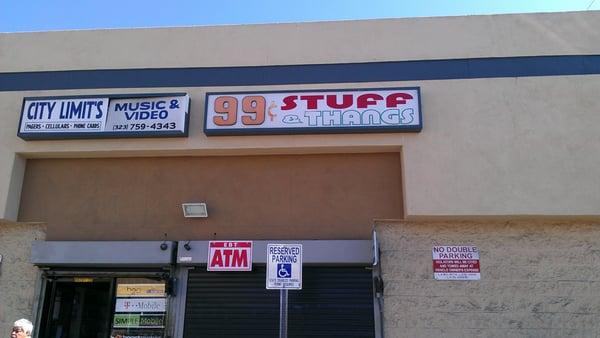 CITY LIMIT'S
PAGERS - CELLULARS - PHONE CARDS
MUSIC &
VIDEO
(323) 759-4343
99¢ STUFF
& THANGS
EBT
ATM
RESERVED
PARKING
NO DOUBLE
PARKING
T Mobile
SIMPLE Mobile